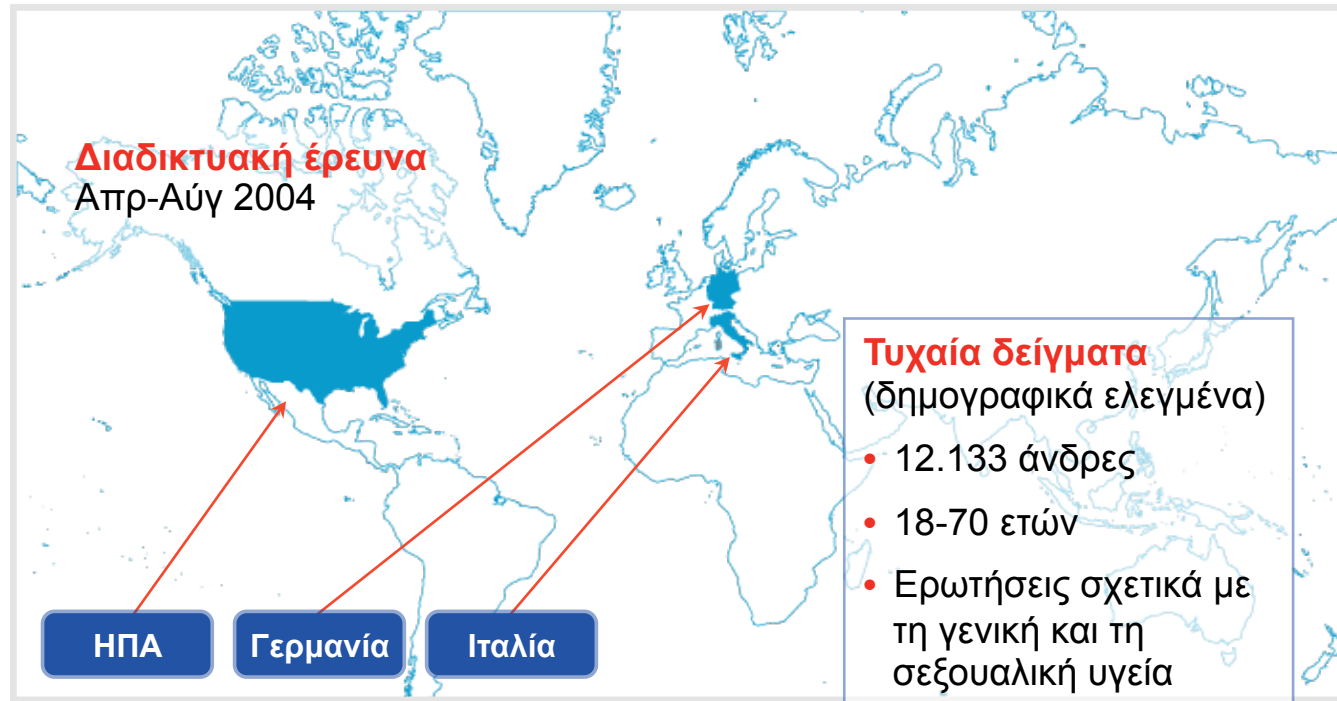 Διαδικτυακή έρευνα
Απρ-Αύγ 2004
Τυχαία δείγματα
(δημογραφικά ελεγμένα)
• 12.133 άνδρες
• 18-70 ετών
• Ερωτήσεις σχετικά με
τη γενική και τη
σεξουαλική υγεία
ΗΠΑ
Γερμανία
Ιταλία